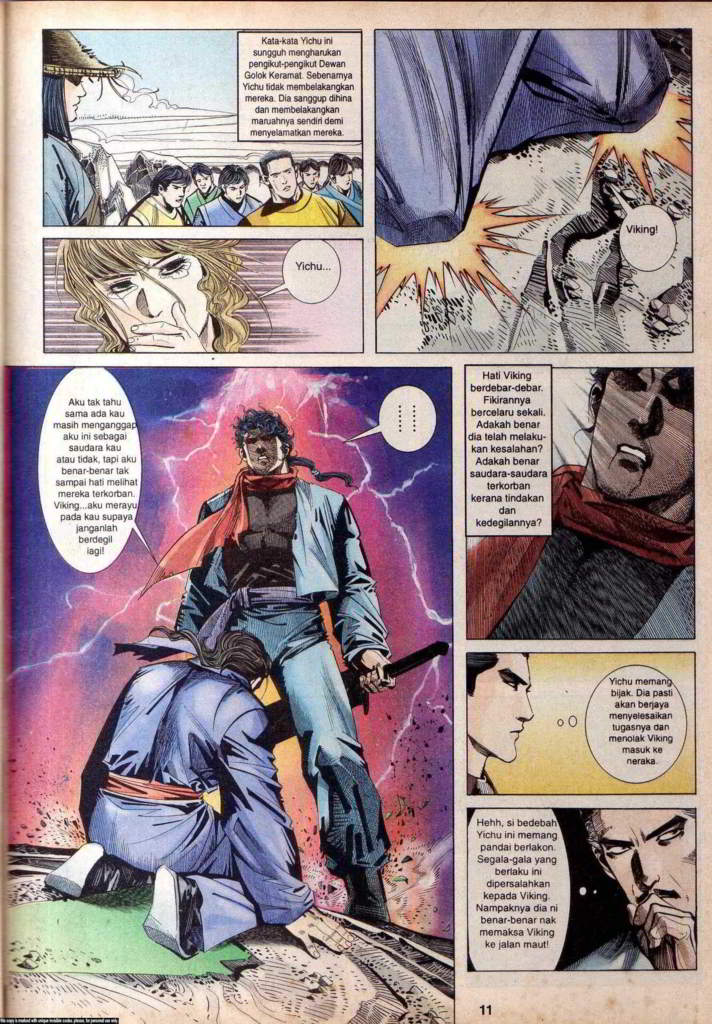 Kata-kata Yichu ini
sungguh mengharukan
pengikut-pengikut Dewan
Golok Keramat. Sebenarnya
Yichu tidak membelakangkan
mereka. Dia sanggup dihina
dan membelakangkan
maruahnya sendiri demi
menyelamatkan mereka.
Viking!
Yichu...
Aku tak tahu
sama ada kau
masih menganggap
aku ini sebagai
saudara kau
atau tidak, tapi aku
benar-benar tak
sampai hati melihat
mereka terkorban.
Viking...aku merayu
pada kau supaya
janganlah
berdegil
lagi!
Hati Viking
berdebar-debar.
Fikirannya
bercelaru sekali.
Adakah benar
dia telah melaku-
kan kesalahan?
Adakah benar
saudara-saudara
terkorban
kerana tindakan
dan
kedegilannya?
Yichu memang
bijak. Dia pasti
akan berjaya
menyelesaikan
tugasnya dan
menolak Viking
masuk ke
neraka.
Hehh, si bedebah
Yichu ini memang
pandai berlakon.
Segala-gala yang
berlaku ini
dipersalahkan
kepada Viking.
Nampaknya dia ni
benar-benar nak
memaksa Viking
ke jalan maut!
11